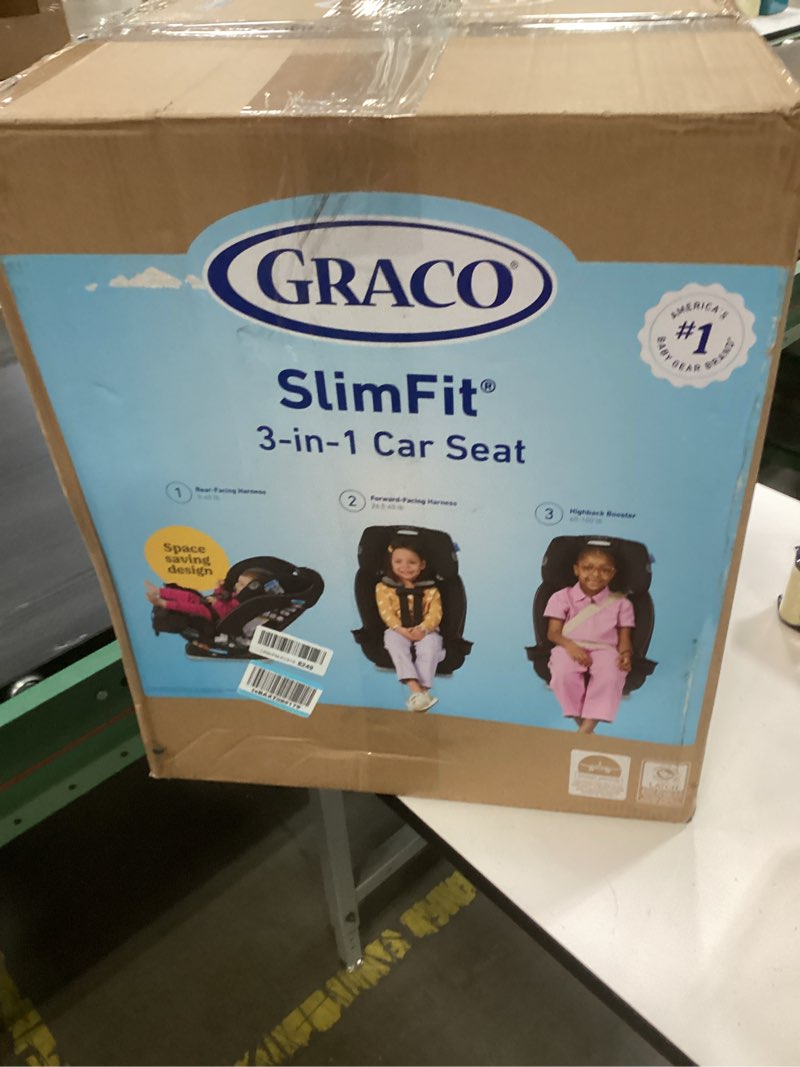 GRACO®
AMERICA'S
#1
BABY GEAR BRAND*
SlimFit®
3-in-1 Car Seat
1 Rear-Facing Harness
2 Forward-Facing Harness
3 Highback Booster
Space
saving
design